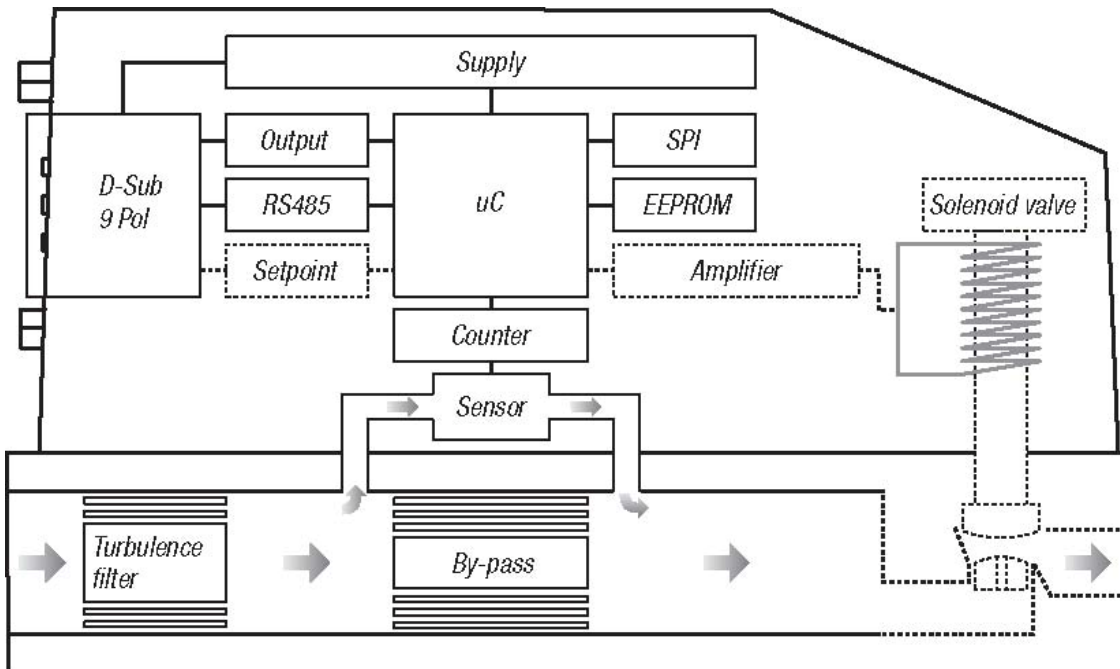 Supply
Output
SPI
D-Sub
9 Pol
uC
RS485
EEPROM
Solenoid valve
Setpoint
Amplifier
Counter
Sensor
Turbulence
filter
By-pass